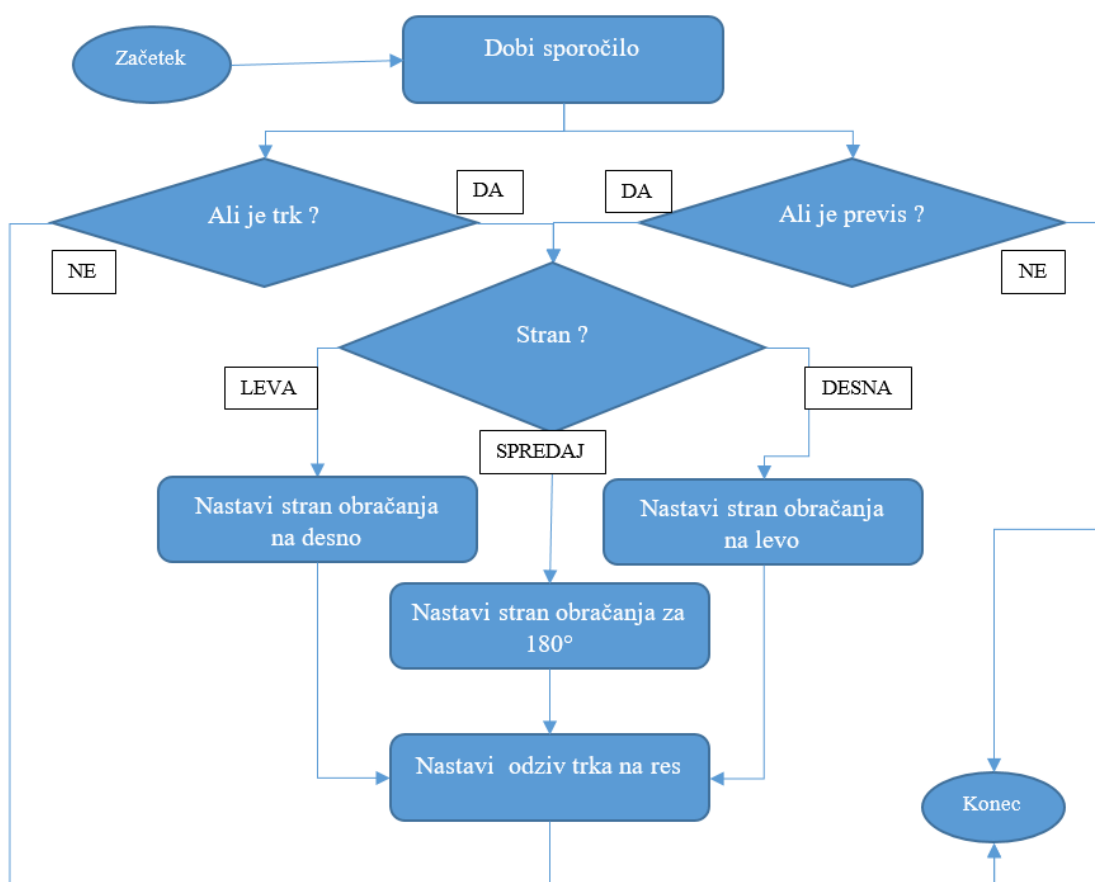 Začetek
Dobi sporočilo
Ali je trk ?
DA
DA
Ali je previs ?
NE
NE
Stran ?
LEVA
DESNA
SPREDAJ
Nastavi stran obračanja
na desno
Nastavi stran obračanja
na levo
Nastavi stran obračanja za
180°
Nastavi odziv trka na res
Konec